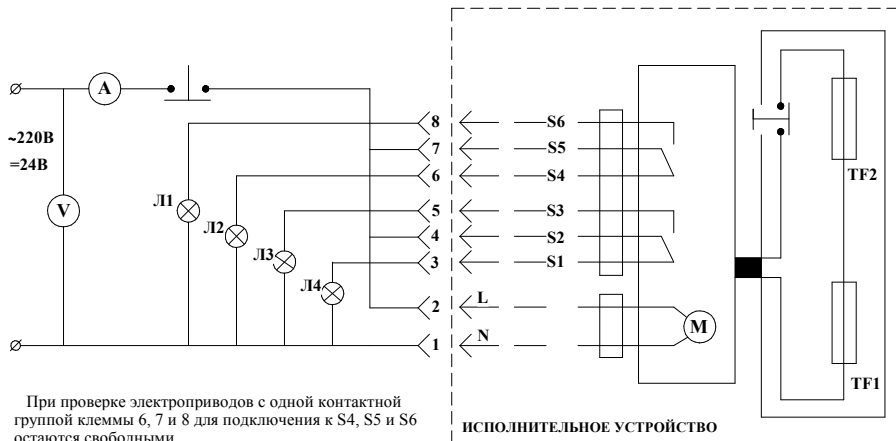 A
~220В
=24В
V
Л1
Л2
Л3
Л4
8
7
6
5
4
3
2
1
S6
S5
S4
S3
S2
S1
L
N
M
TF2
TF1
При проверке электроприводов с одной контактной
группой клеммы 6, 7 и 8 для подключения к S4, S5 и S6
остаются свободными
ИСПОЛНИТЕЛЬНОЕ УСТРОЙСТВО